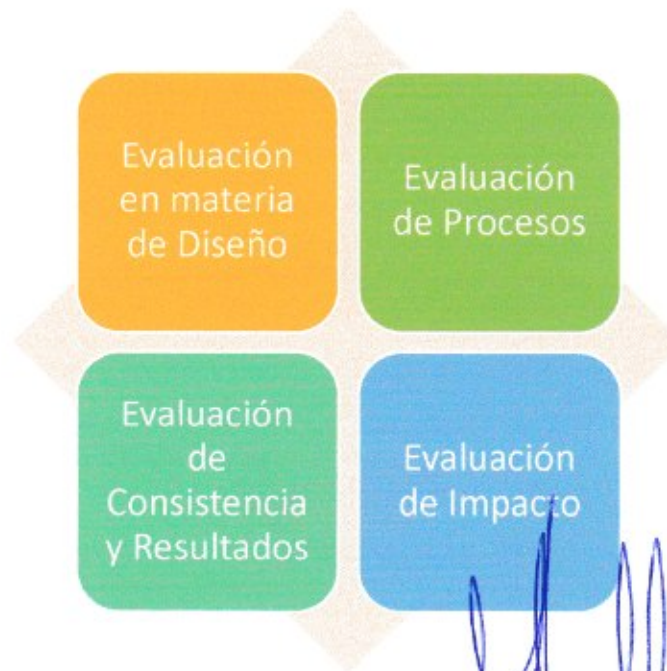 Evaluación
en materia
de Diseño
Evaluación
de Procesos
Evaluación
de
Consistencia
y Resultados
Evaluación
de Impacto